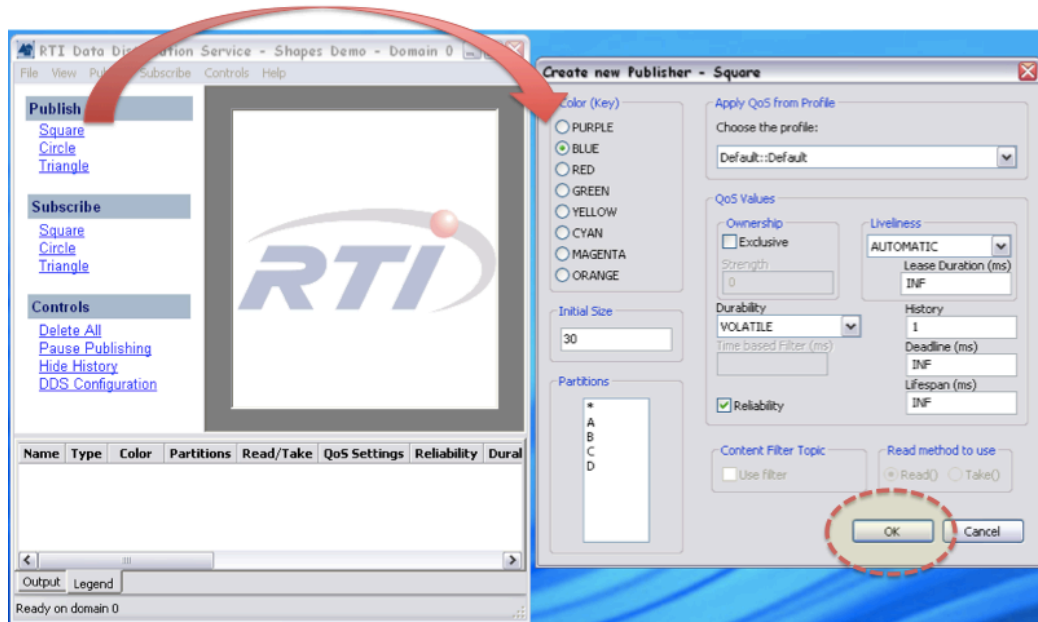 RTI Data Distribution Service - Shapes Demo - Domain 0
File View Subscribe Controls Help
Publish
Square
Circle
Triangle
Subscribe
Square
Circle
Triangle
Controls
Delete All
Pause Publishing
Hide History
DDS Configuration
RTI
Name Type Color Partitions Read/Take QoS Settings Reliability Dural
Output Legend
Ready on domain 0
Create new Publisher - Square
Color (Key)
PURPLE
BLUE
RED
GREEN
YELLOW
CYAN
MAGENTA
ORANGE
Initial Size
30
Partitions
*
A
B
C
D
Apply QoS from Profile
Choose the profile:
Default::Default
QoS Values
Ownership
Exclusive
Strength
0
Liveliness
AUTOMATIC
Lease Duration (ms)
INF
Durability
VOLATILE
Time based Filter (ms)
Reliability
History
1
Deadline (ms)
INF
Lifespan (ms)
INF
Content Filter Topic
Use filter
Read method to use
Read() Take()
OK Cancel